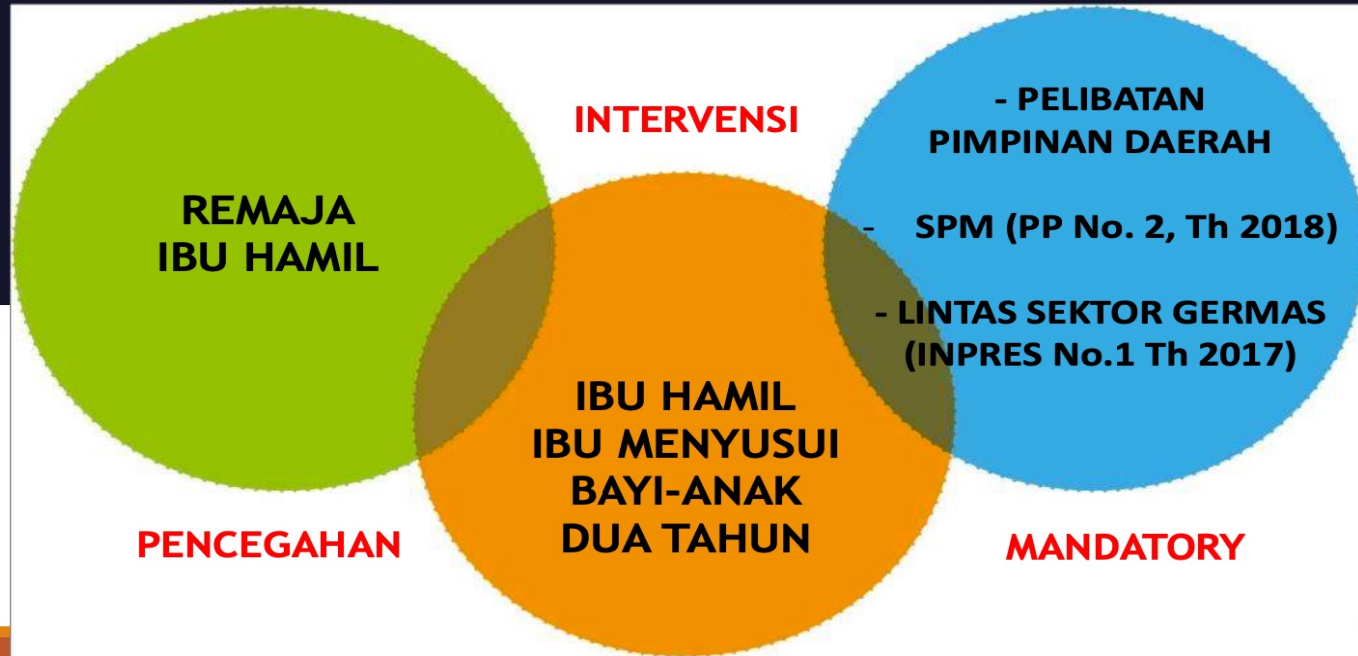 REMAJA
IBU HAMIL
PENCEGAHAN
INTERVENSI
IBU HAMIL
IBU MENYUSUI
BAYI-ANAK
DUA TAHUN
- PELIBATAN
PIMPINAN DAERAH
- SPM (PP No. 2, Th 2018)
- LINTAS SEKTOR GERMAS
(INPRES No.1 Th 2017)
MANDATORY